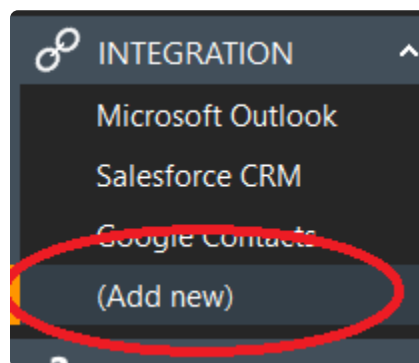 INTEGRATION
Microsoft Outlook
Salesforce CRM
Google Contacts
(Add new)